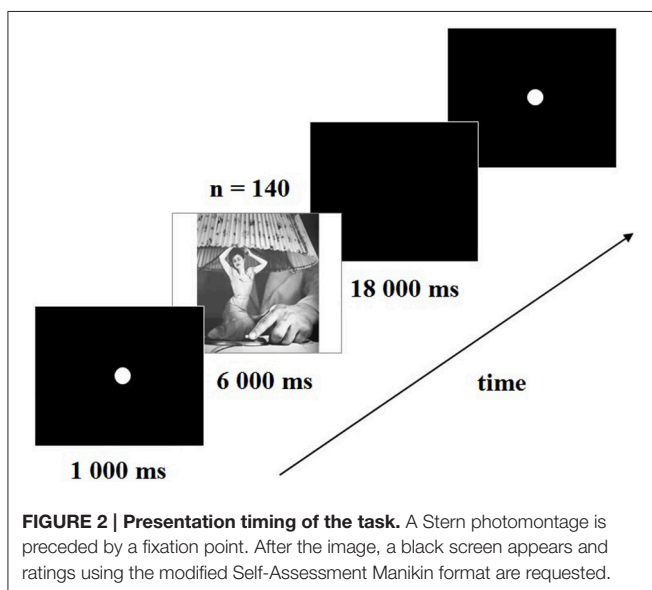 n = 140
18 000 ms
6 000 ms
time
1 000 ms
FIGURE 2 | Presentation timing of the task. A Stern photomontage is
preceded by a fixation point. After the image, a black screen appears and
ratings using the modified Self-Assessment Manikin format are requested.